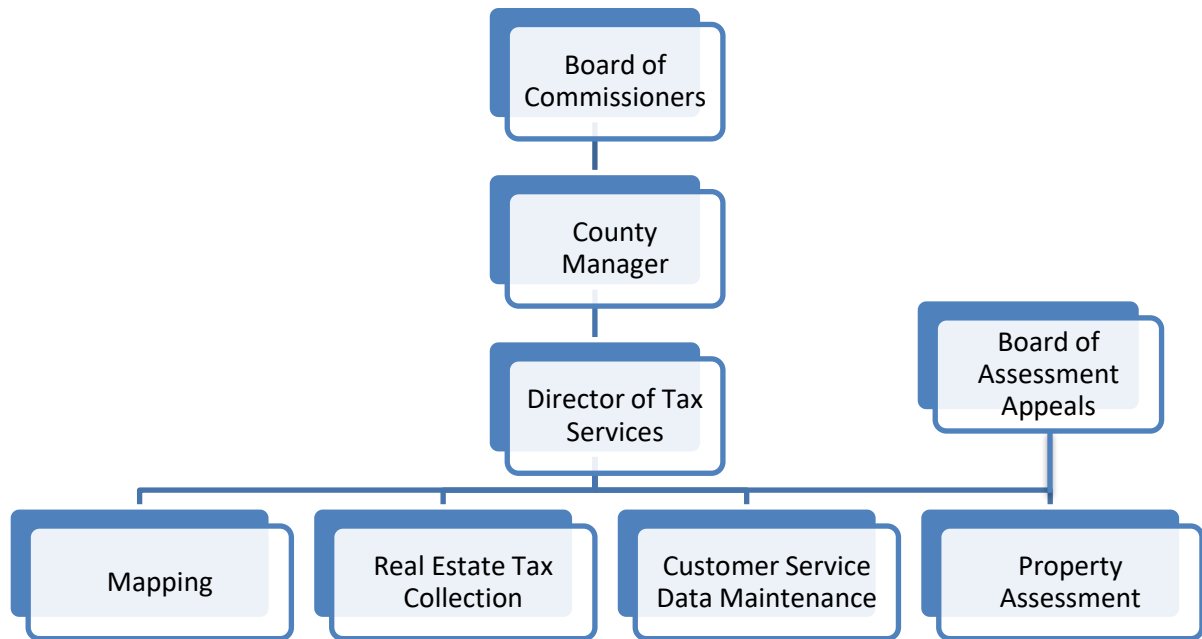 Board of
Commissioners
County
Manager
Director of Tax
Services
Board of
Assessment
Appeals
Mapping
Real Estate Tax
Collection
Customer Service
Data Maintenance
Property
Assessment